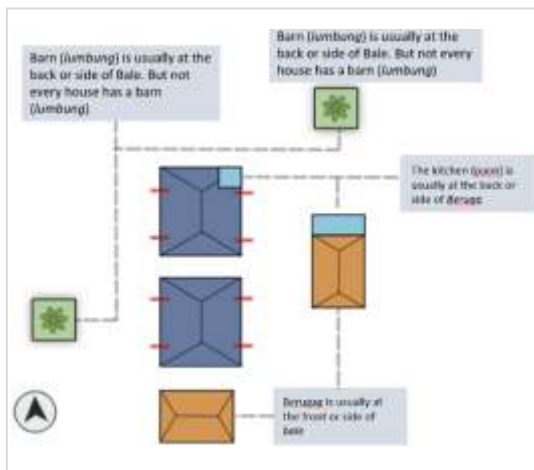 Barn (lumbung) is usually at the
back or side of Bale. But not
every house has a barn
(lumbung)
Barn (lumbung) is usually at the
back or side of Bale. But not every
house has a barn (lumbung)
The kitchen (paon) is
usually at the back or
side of Berugq
Berugag is usually at
the front or side of
bale